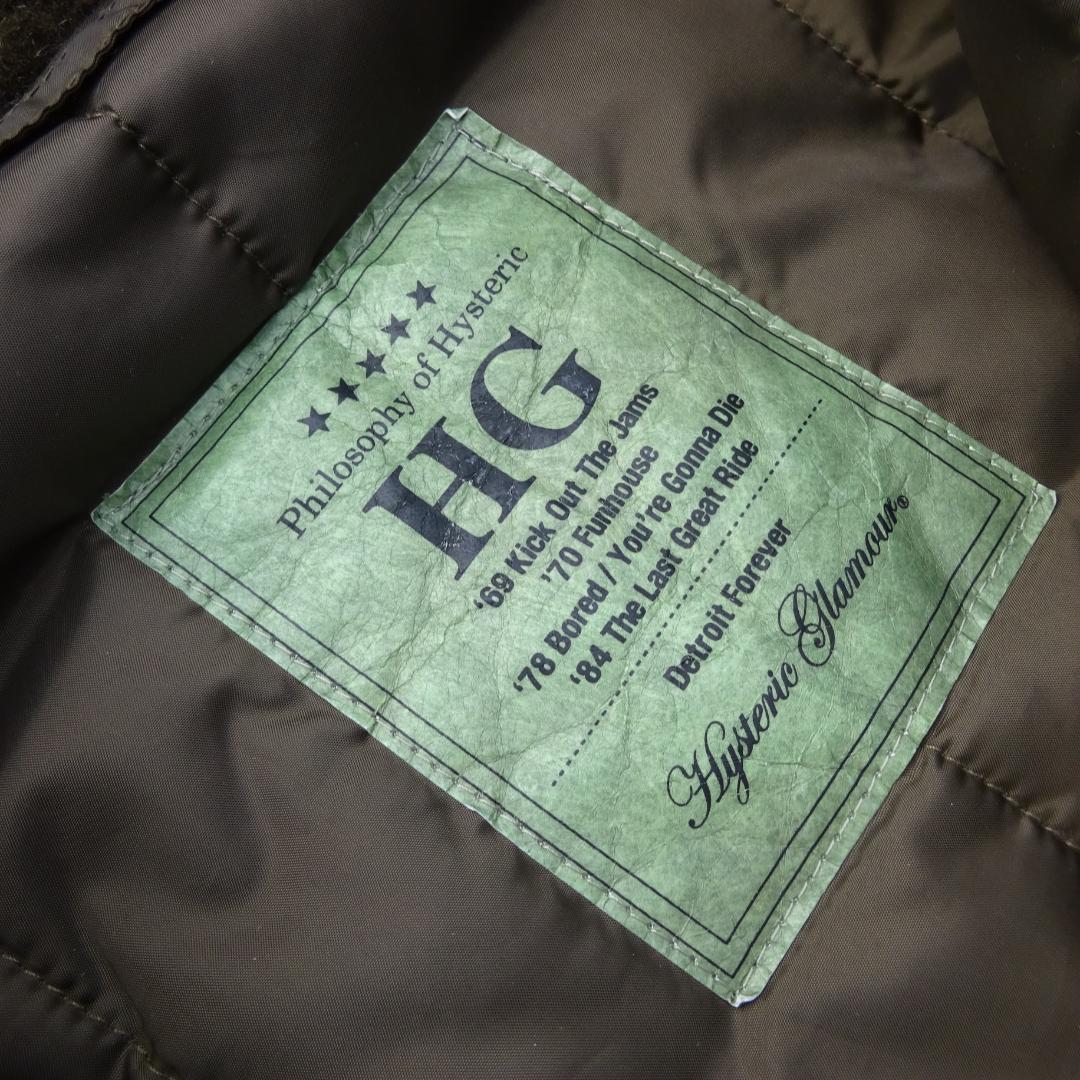 ★★★★★
Philosophy of Hysteric
HG
'69 Kick Out The Jams
'70 Funhouse
'78 Bored / You're Gonna Die
'84 The Last Great Ride
Detroit Forever
Hysteric Glamour®